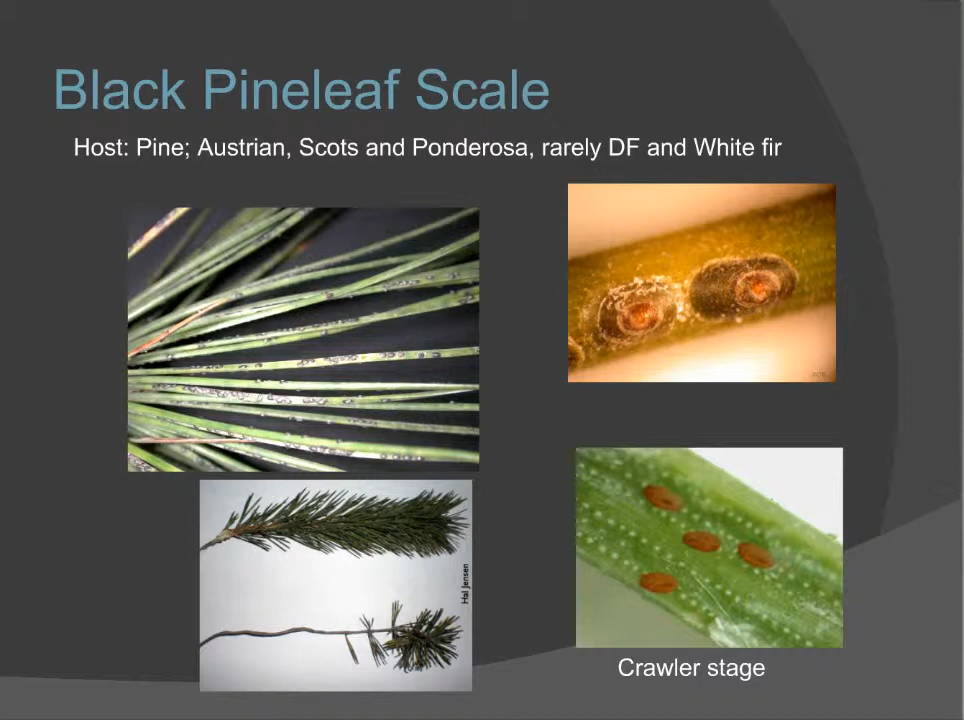 Black Pineleaf Scale
Host: Pine; Austrian, Scots and Ponderosa, rarely DF and White fir
Hal Jensen
Crawler stage